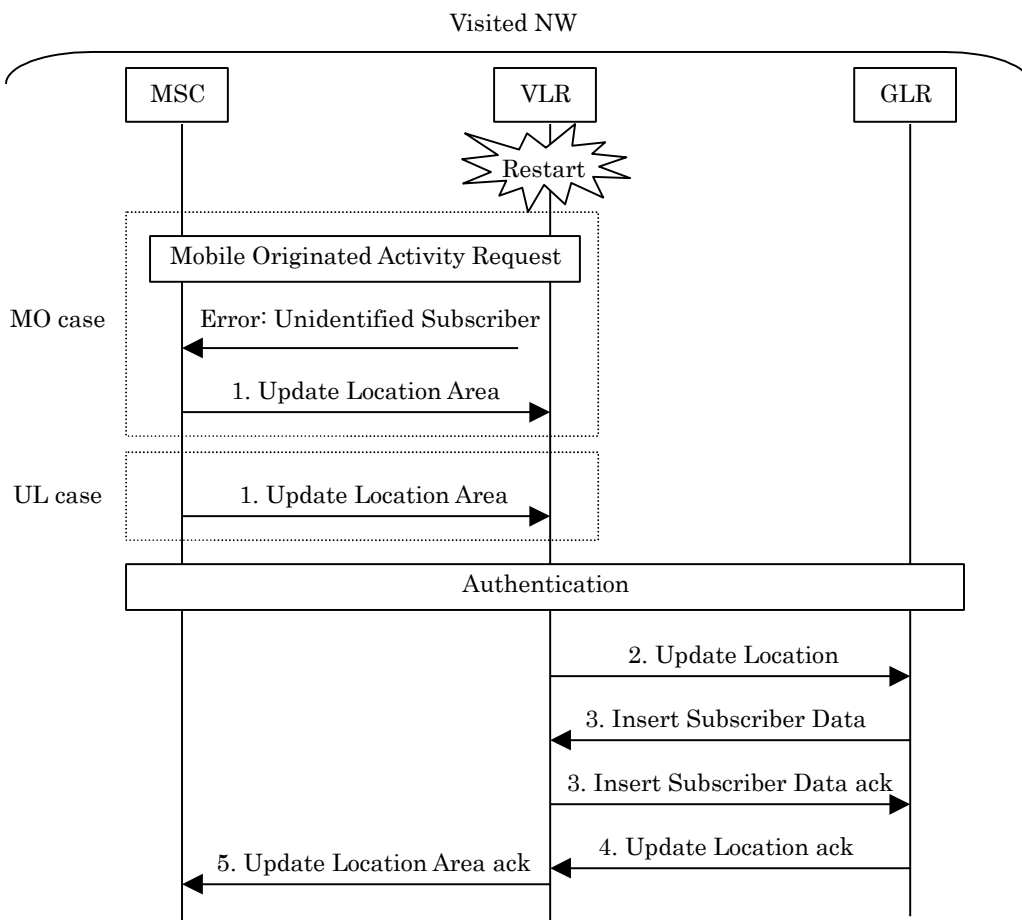 Visited NW
MSC
VLR
GLR
Restart
Mobile Originated Activity Request
MO case
Error: Unidentified Subscriber
1. Update Location Area
UL case
1. Update Location Area
Authentication
2. Update Location
3. Insert Subscriber Data
3. Insert Subscriber Data ack
4. Update Location ack
5. Update Location Area ack